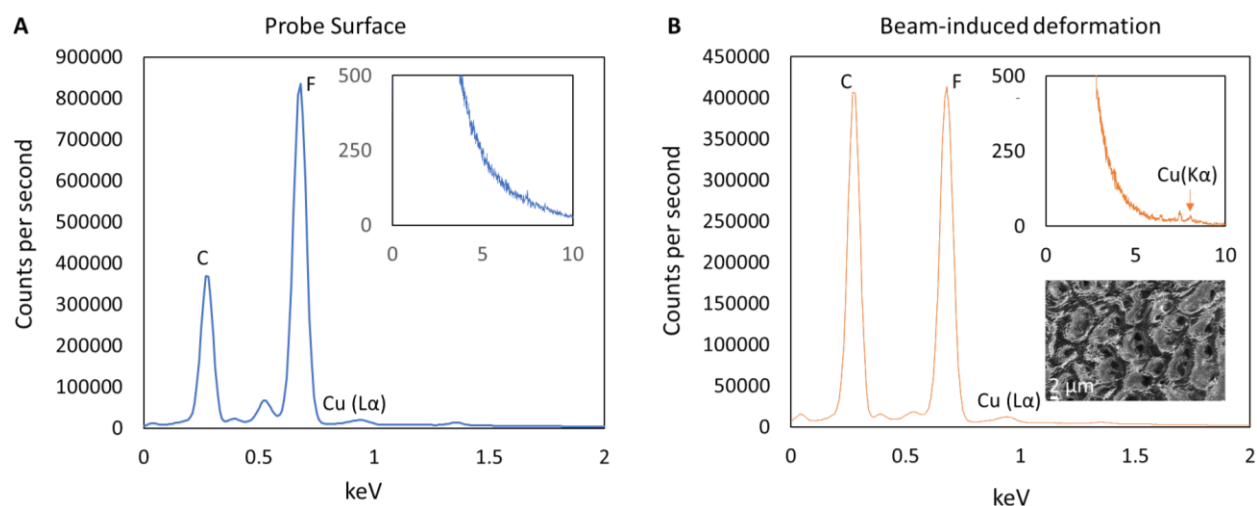 A
Probe Surface
Counts per second
900000
800000
700000
600000
500000
400000
300000
200000
100000
0
C
F
Cu (Lα)
0
0.5
1
1.5
2
keV
500
250
0
0
5
10
B
Beam-induced deformation
Counts per second
450000
400000
350000
300000
250000
200000
150000
100000
50000
0
C
F
Cu (Lα)
0
0.5
1
1.5
2
keV
500
250
0
Cu(Kα)
0
5
10
2 μm